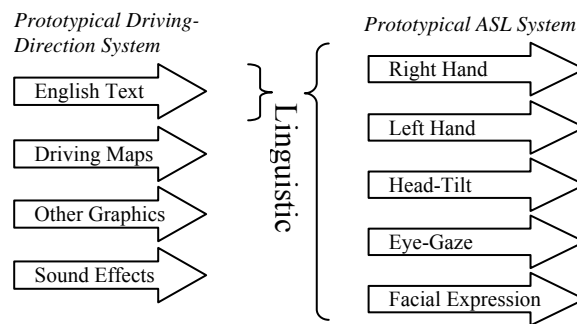 Prototypical Driving-
Direction System
English Text
Driving Maps
Other Graphics
Sound Effects
Linguistic
Prototypical ASL System
Right Hand
Left Hand
Head-Tilt
Eye-Gaze
Facial Expression